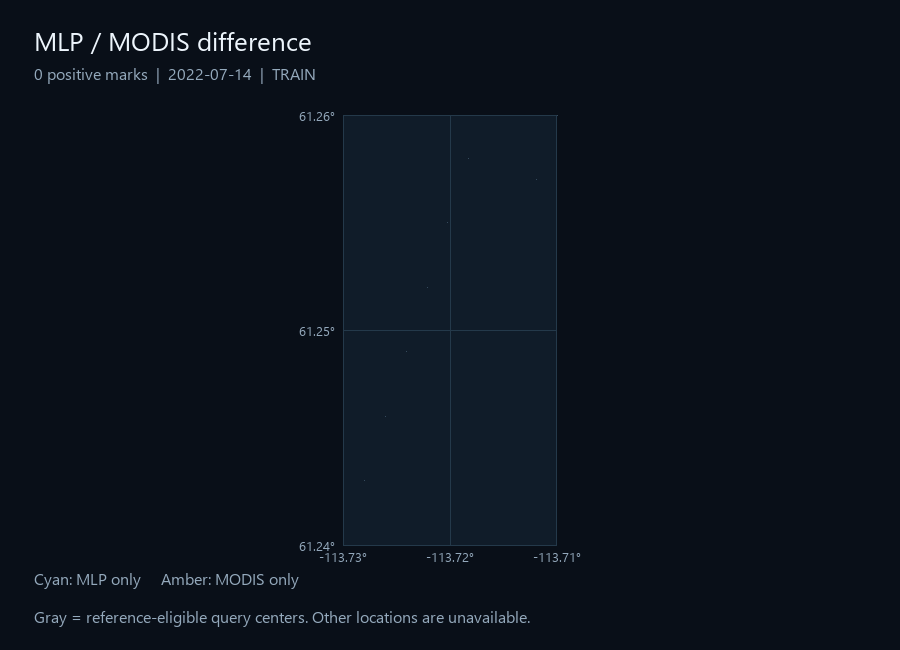 MLP / MODIS difference
0 positive marks | 2022-07-14 | TRAIN
61.26°
61.25°
61.24°
-113.73° -113.72° -113.71°
Cyan: MLP only Amber: MODIS only
Gray = reference-eligible query centers. Other locations are unavailable.